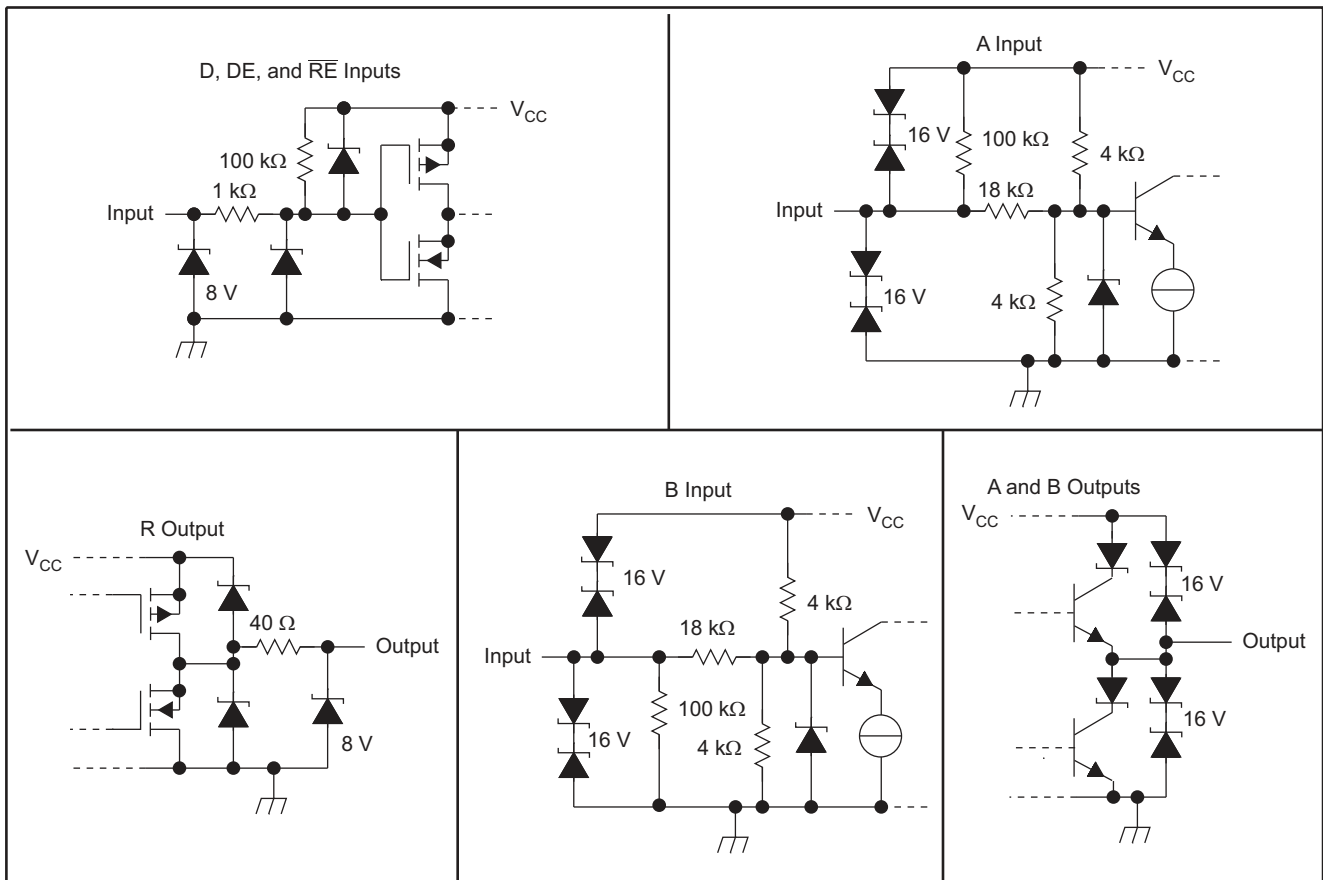 D, DE, and R̅E̅ Inputs
V_CC
100 kΩ
1 kΩ
Input
8 V
A Input
V_CC
16 V
100 kΩ
4 kΩ
18 kΩ
Input
16 V
4 kΩ
R Output
V_CC
40 Ω
Output
8 V
B Input
V_CC
16 V
4 kΩ
18 kΩ
Input
100 kΩ
16 V
4 kΩ
A and B Outputs
V_CC
16 V
Output
16 V